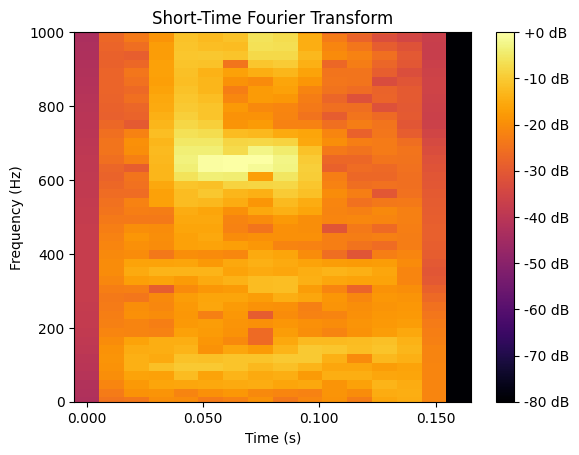 Short-Time Fourier Transform
1000
800
600
400
200
0
Frequency (Hz)
0.000
0.050
0.100
0.150
Time (s)
+0 dB
-10 dB
-20 dB
-30 dB
-40 dB
-50 dB
-60 dB
-70 dB
-80 dB